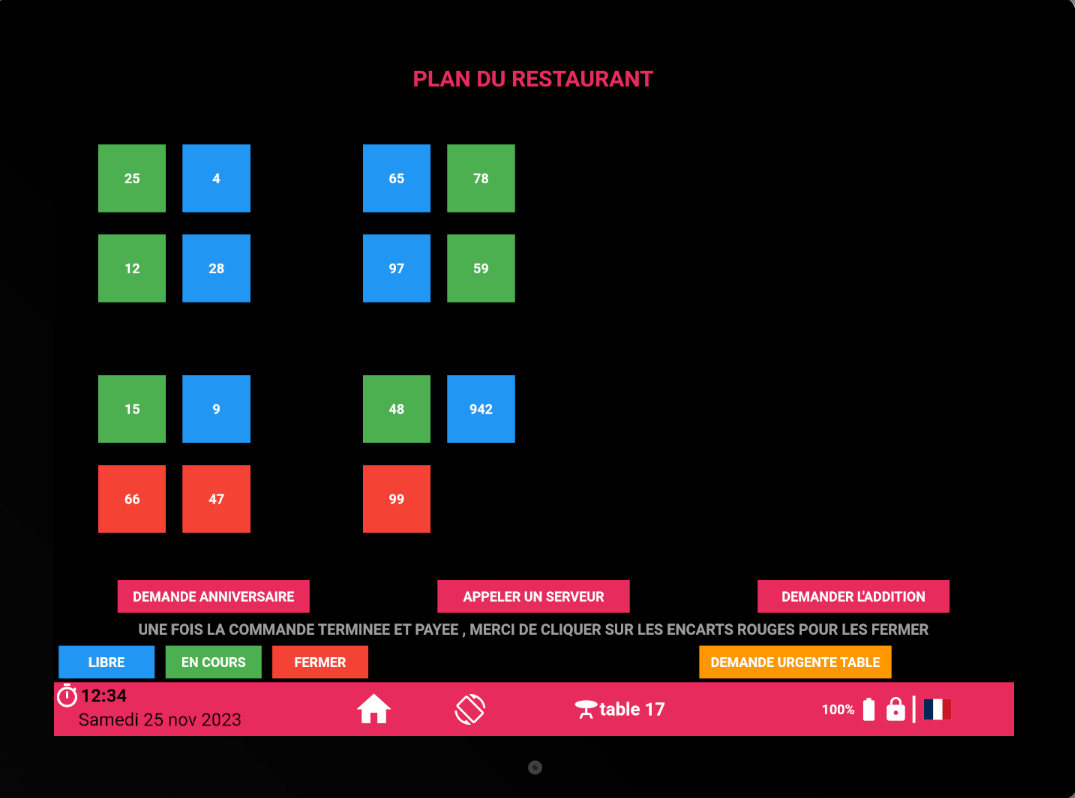 PLAN DU RESTAURANT
25 4 65 78
12 28 97 59
15 9 48 942
66 47 99
DEMANDE ANNIVERSAIRE APPELER UN SERVEUR DEMANDER L'ADDITION
UNE FOIS LA COMMANDE TERMINEE ET PAYEE , MERCI DE CLIQUER SUR LES ENCARTS ROUGES POUR LES FERMER
LIBRE EN COURS FERMER DEMANDE URGENTE TABLE
12:34
Samedi 25 nov 2023
table 17
100%